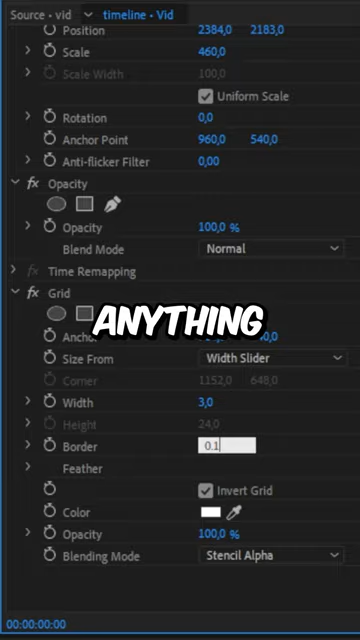 Source • vid timeline • Vid
Position 2384,0 2183,0
Scale 460,0
Scale Width 100,0
Uniform Scale
Rotation 0,0
Anchor Point 960,0 540,0
Anti-flicker Filter 0,00
fx Opacity
Opacity 100,0 %
Blend Mode Normal
Time Remapping
fx Grid
ANYTHING
Size From Width Slider
Corner 1152,0 648,0
Width 3,0
Height 24,0
Border 0.1
Feather
Invert Grid
Color
Opacity 100,0 %
Blending Mode Stencil Alpha
00:00:00:00